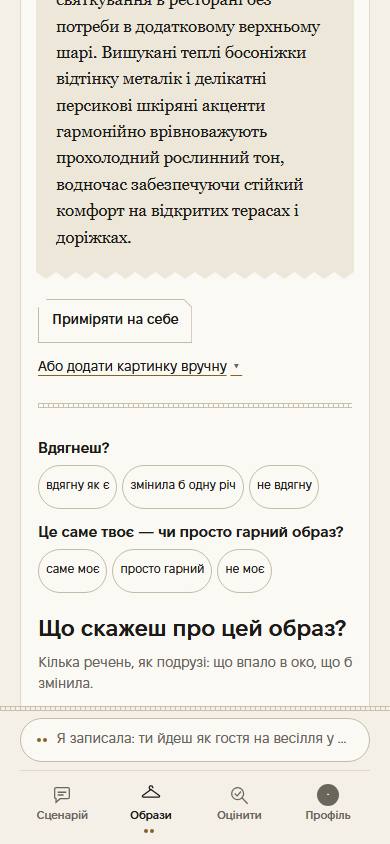 святкування в ресторані без
потреби в додатковому верхньому
шарі. Вишукані теплі босоніжки
відтінку металік і делікатні
персикові шкіряні акценти
гармонійно врівноважують
прохолодний рослинний тон,
водночас забезпечуючи стійкий
комфорт на відкритих терасах і
доріжках.
Приміряти на себе
Або додати картинку вручну
Вдягнеш?
вдягну як є
змінила б одну річ
не вдягну
Це саме твоє — чи просто гарний образ?
саме моє
просто гарний
не моє
Що скажеш про цей образ?
Кілька речень, як подрузі: що впало в око, що б
змінила.
Я записала: ти йдеш як гостя на весілля у ...
Сценарій
Образи
Оцінити
Профіль